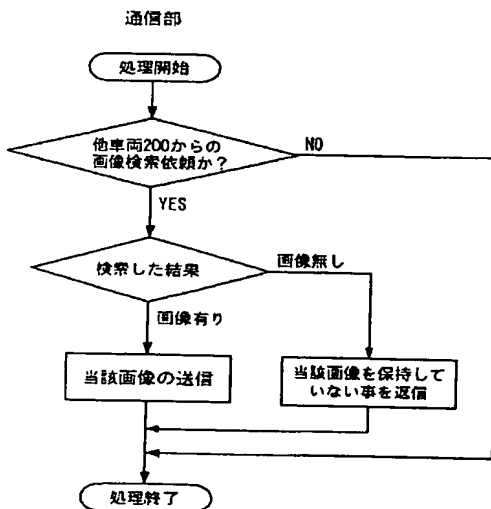 通信部
処理開始
他車両200からの
画像検索依頼か?
NO
YES
検索した結果
画像無し
画像有り
当該画像の送信
当該画像を保持して
いない事を返信
処理終了